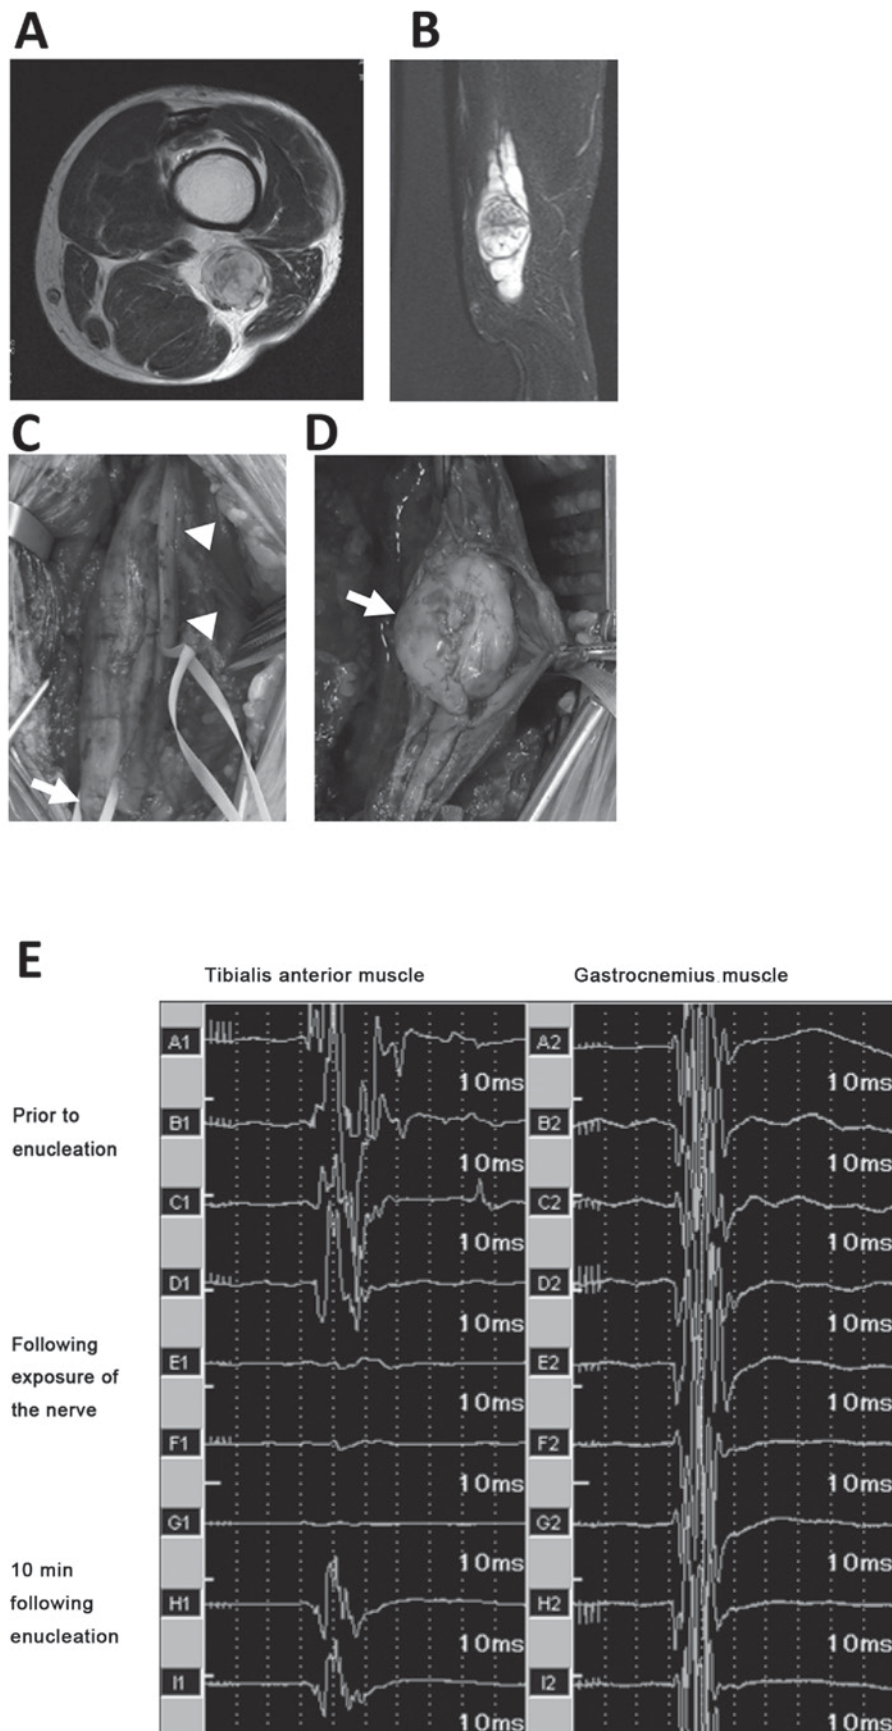 A
B
C
D
E
Tibialis anterior muscle
Gastrocnemius muscle
A1
10ms
A2
10ms
Prior to
enucleation
B1
10ms
B2
10ms
C1
10ms
C2
10ms
D1
10ms
D2
10ms
Following
exposure of
the nerve
E1
10ms
E2
10ms
F1
10ms
F2
10ms
G1
10ms
G2
10ms
10 min
following
enucleation
H1
10ms
H2
10ms
I1
10ms
I2
10ms